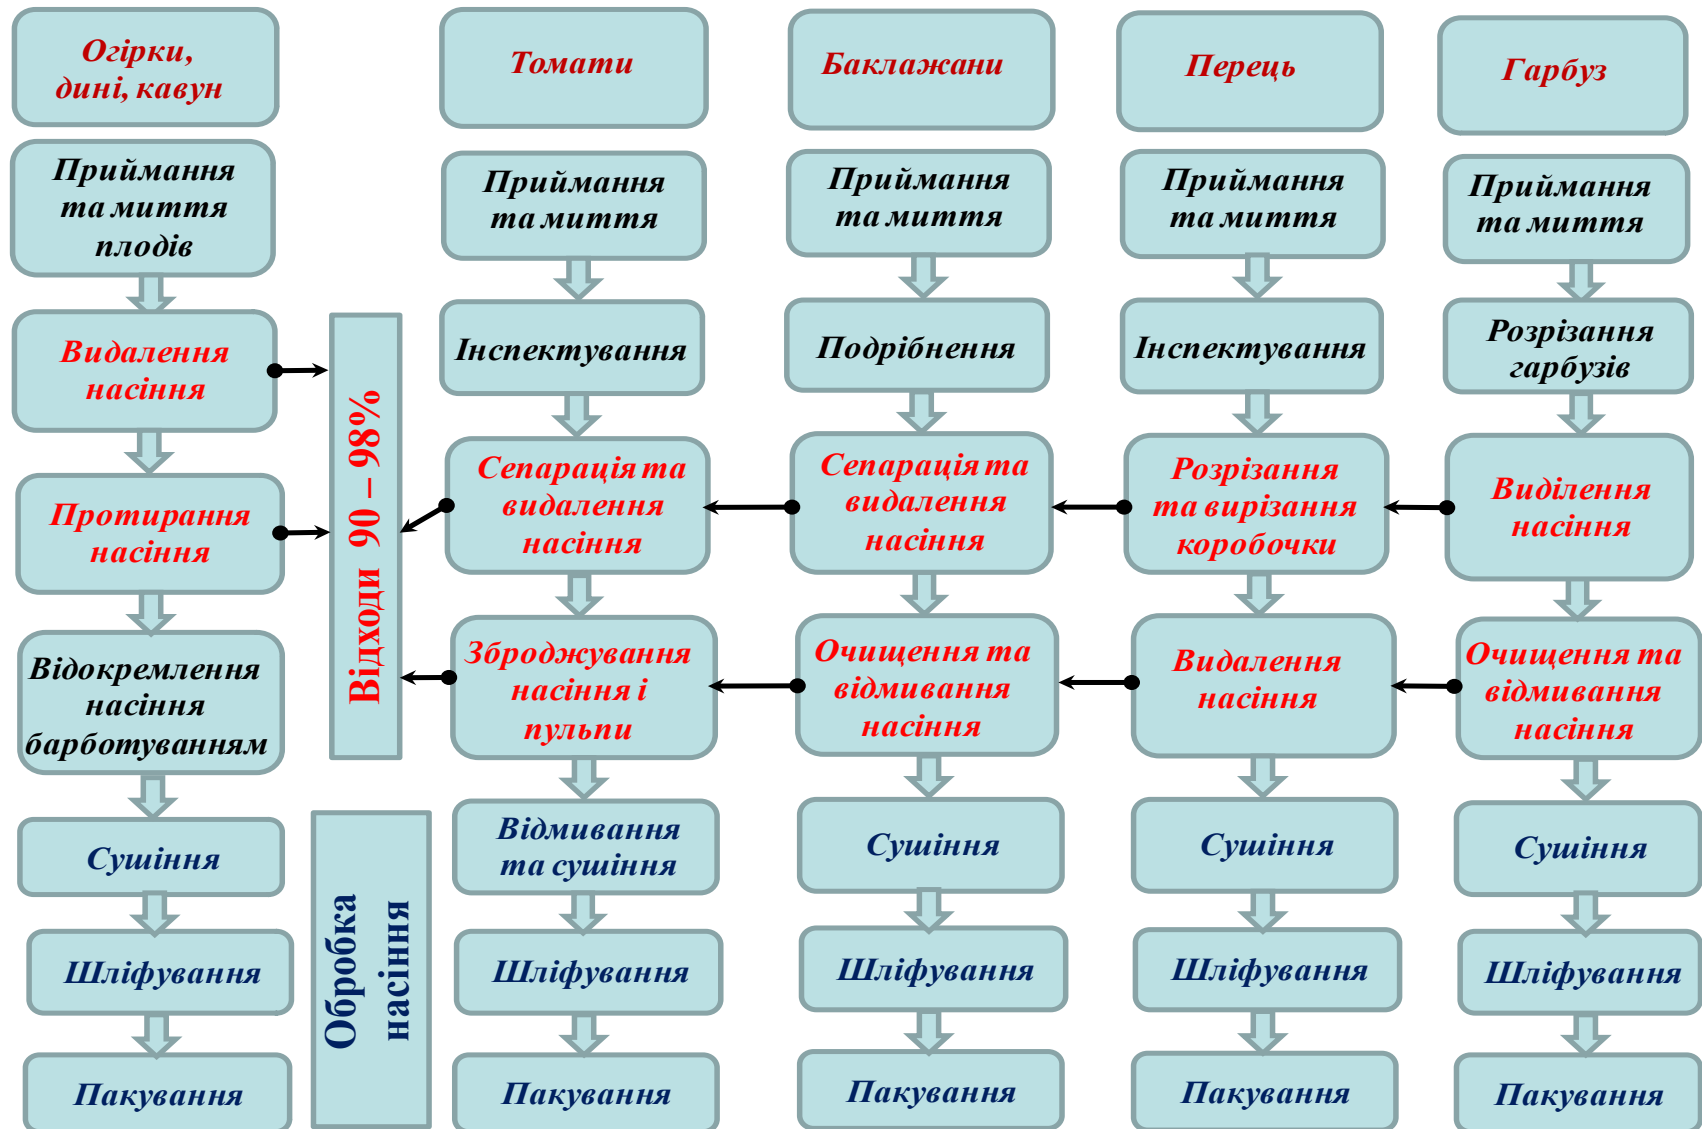 Огірки,
дині, кавун
Томати
Баклажани
Перець
Гарбуз
Приймання
та миття
плодів
Приймання
та миття
Приймання
та миття
Приймання
та миття
Приймання
та миття
Видалення
насіння
Інспектування
Подрібнення
Інспектування
Розрізання
гарбузів
Відходи 90 – 98%
Протирання
насіння
Сепарація та
видалення
насіння
Сепарація та
видалення
насіння
Розрізання
та вирізання
коробочки
Виділення
насіння
Відокремлення
насіння
барботуванням
Зброджування
насіння і
пульпи
Очищення та
відмивання
насіння
Видалення
насіння
Очищення та
відмивання
насіння
Сушіння
Обробка
насіння
Відмивання
та сушіння
Сушіння
Сушіння
Сушіння
Шліфування
Шліфування
Шліфування
Шліфування
Шліфування
Пакування
Пакування
Пакування
Пакування
Пакування